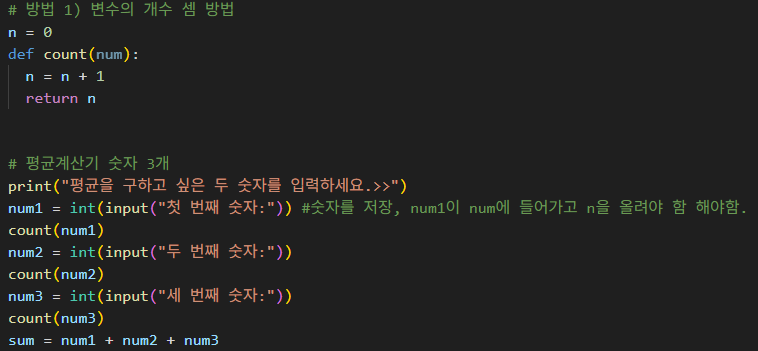 # 방법 1) 변수의 개수 셈 방법
n = 0
def count(num):
n = n + 1
return n
# 평균계산기 숫자 3개
print("평균을 구하고 싶은 두 숫자를 입력하세요.>>")
num1 = int(input("첫 번째 숫자:")) #숫자를 저장, num1이 num에 들어가고 n을 올려야 함 해야함.
count(num1)
num2 = int(input("두 번째 숫자:"))
count(num2)
num3 = int(input("세 번째 숫자:"))
count(num3)
sum = num1 + num2 + num3